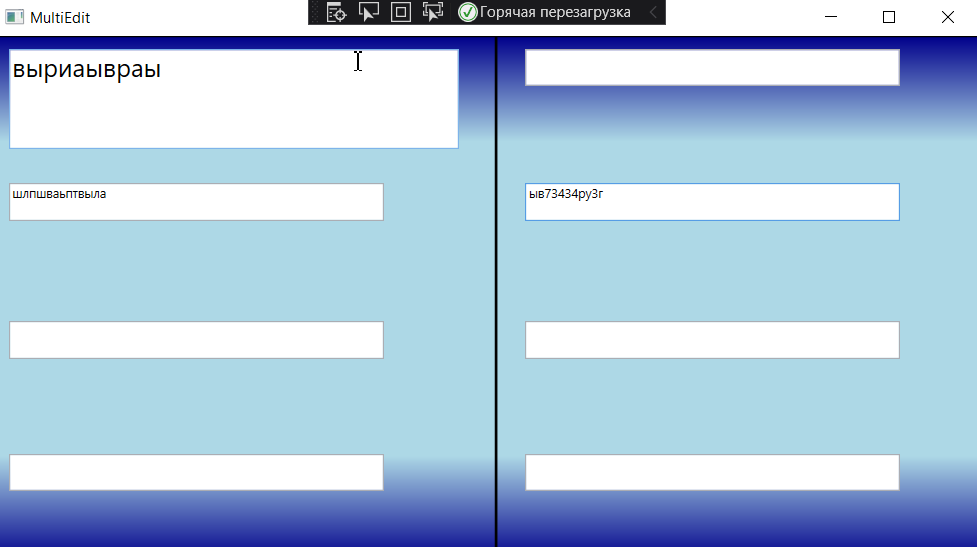 MultiEdit
Горячая перезагрузка
выриаывраы
шлпшваьптвыла
ыв73434ру3г